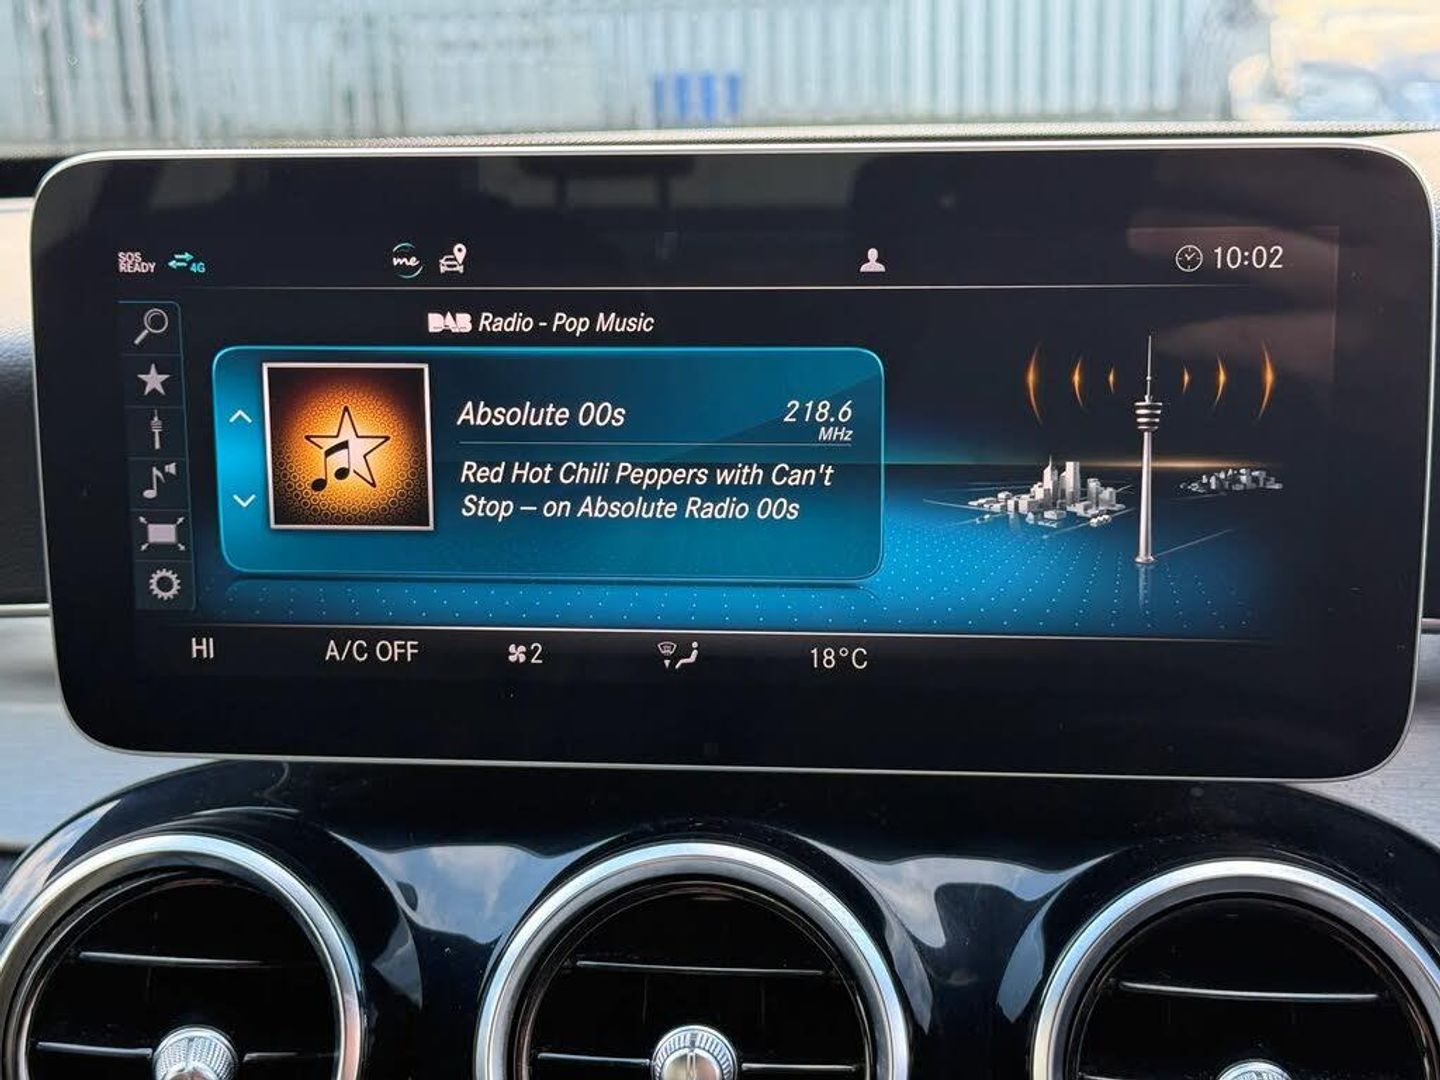 SOS READY 4G me 10:02
DAB Radio - Pop Music
Absolute 00s 218.6 MHz
Red Hot Chili Peppers with Can't
Stop – on Absolute Radio 00s
HI A/C OFF 2 18°C